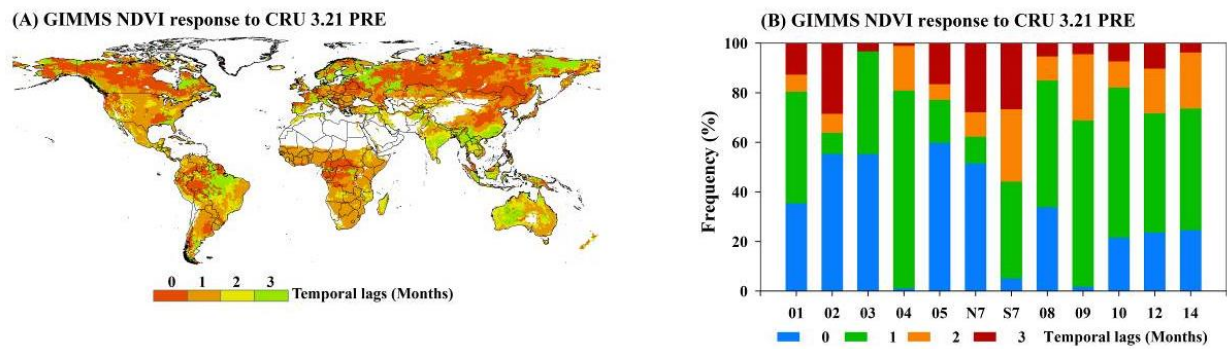 (A) GIMMS NDVI response to CRU 3.21 PRE
0 1 2 3
Temporal lags (Months)
(B) GIMMS NDVI response to CRU 3.21 PRE
100
80
60
40
20
0
Frequency (%)
01 02 03 04 05 N7 S7 08 09 10 12 14
0 1 2 3 Temporal lags (Months)